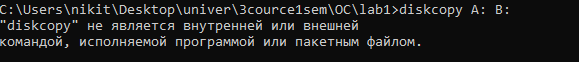 C:\Users\nikit\Desktop\univer\3cource1sem\OC\lab1>diskcopy A: B:
"diskcopy" не является внутренней или внешней
командой, исполняемой программой или пакетным файлом.